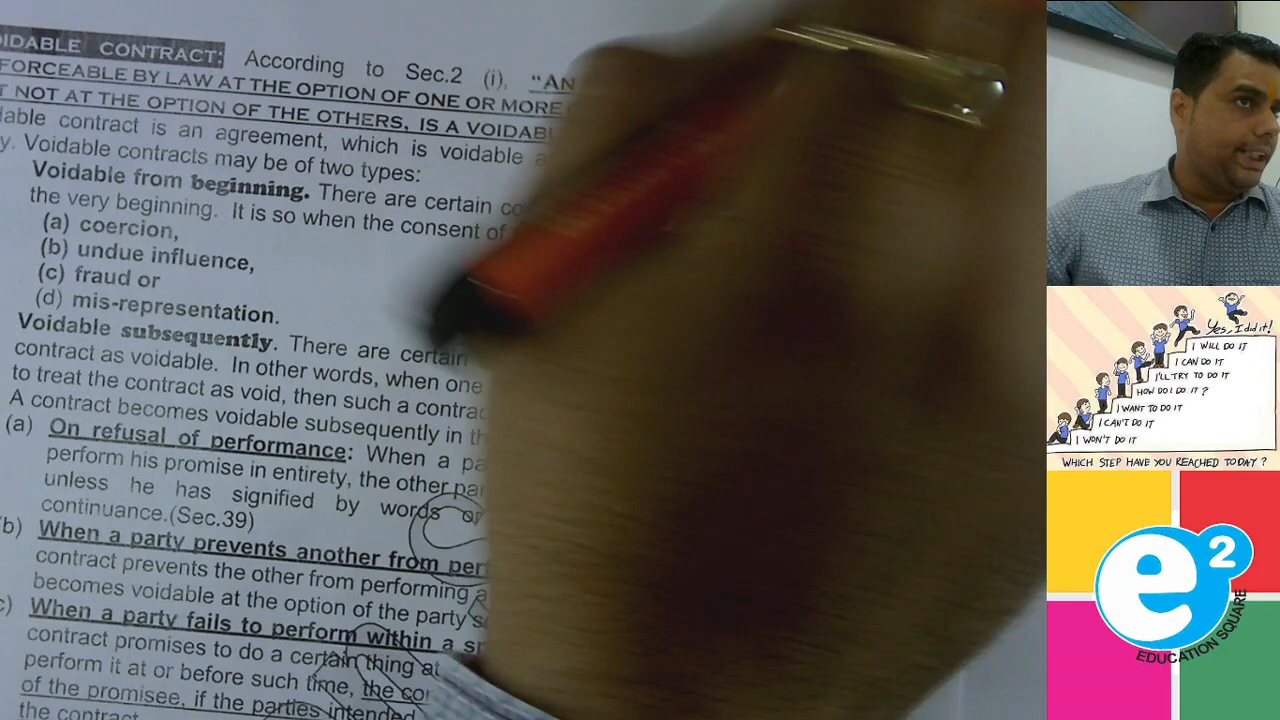 OIDABLE CONTRACT: According to Sec.2 (i), "AN
FORCEABLE BY LAW AT THE OPTION OF ONE OR MORE
T NOT AT THE OPTION OF THE OTHERS, IS A VOIDABL
dable contract is an agreement, which is voidable a
y. Voidable contracts may be of two types:
Voidable from beginning. There are certain co
the very beginning. It is so when the consent of
(a) coercion,
(b) undue influence,
(c) fraud or
(d) mis-representation.
Voidable subsequently. There are certain
contract as voidable. In other words, when one
to treat the contract as void, then such a contrac
A contract becomes voidable subsequently in th
(a) On refusal of performance: When a pa
perform his promise in entirety, the other par
unless he has signified by words or
continuance.(Sec.39)
b) When a party prevents another from per
contract prevents the other from performing
becomes voidable at the option of the party s
c) When a party fails to perform within a sp
contract promises to do a certain thing at
perform it at or before such time, the con
of the promisee, if the parties intended
the contract
Yes, I did it!
I WILL DO IT
I CAN DO IT
I'LL TRY TO DO IT
HOW DO I DO IT?
I WANT TO DO IT
I CAN'T DO IT
I WON'T DO IT
WHICH STEP HAVE YOU REACHED TODAY?
e2
EDUCATION SQUARE